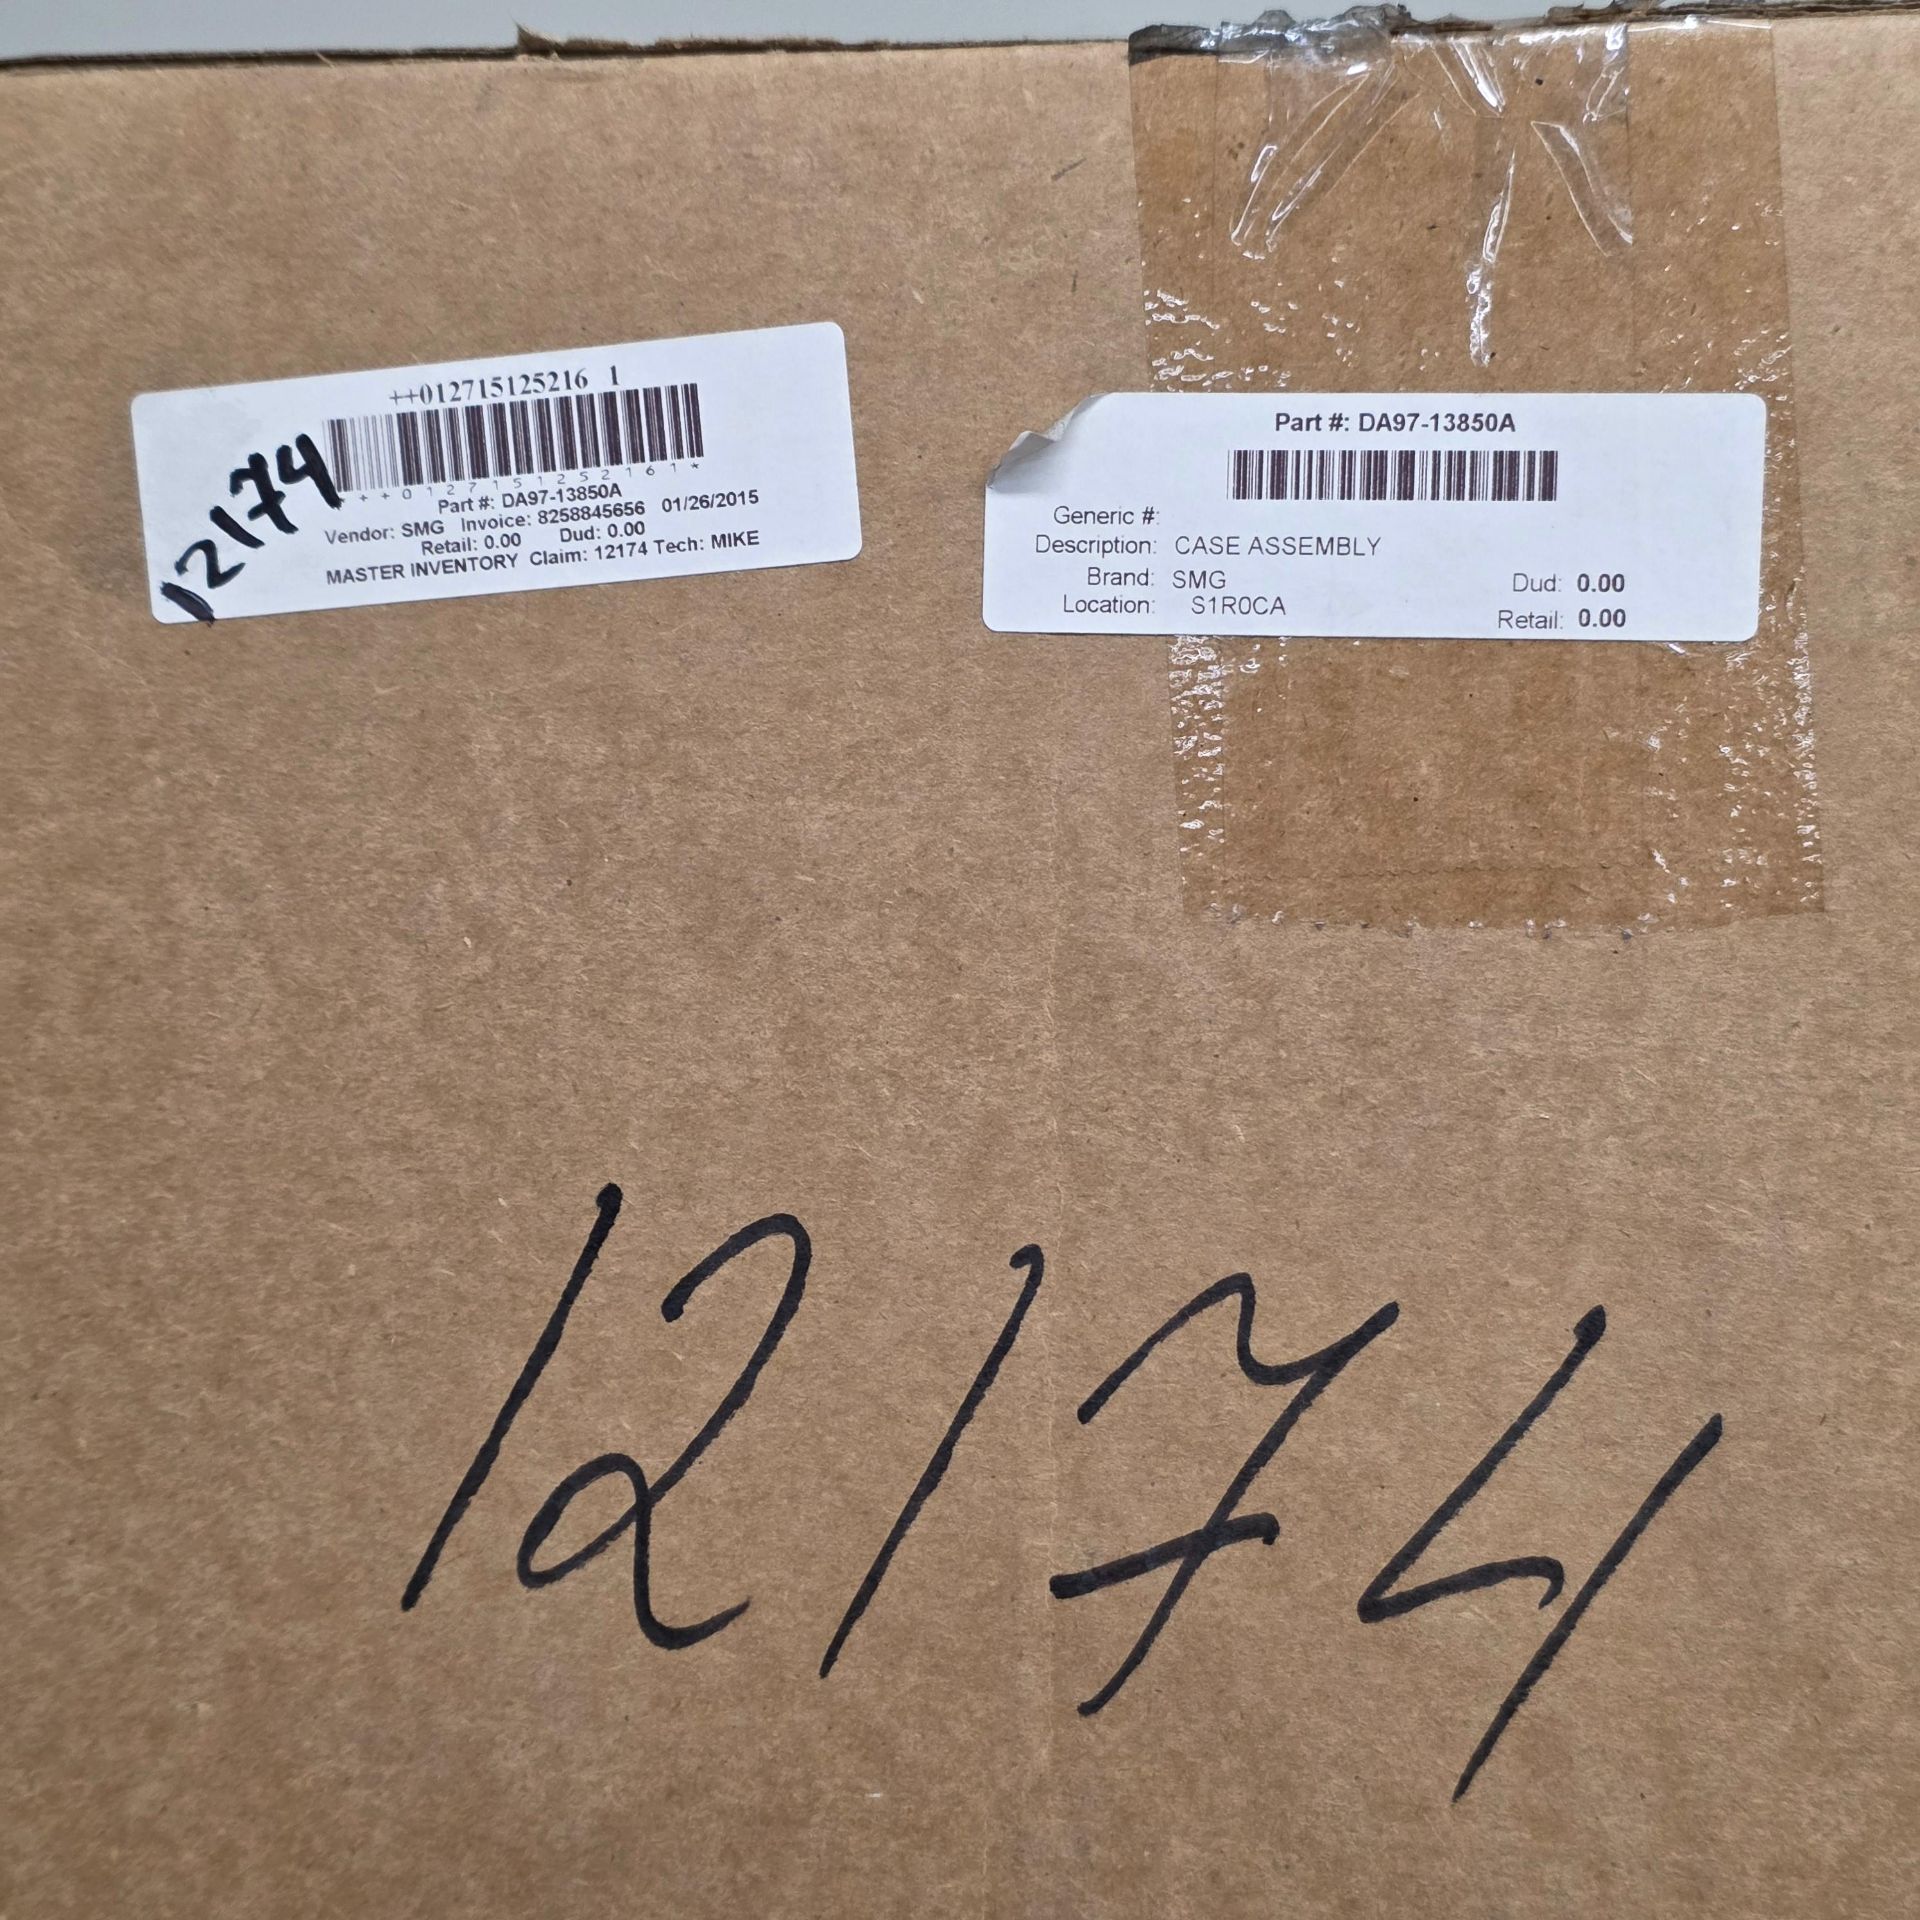 ++012715125216 1
*++0127151252161*
Part #: DA97-13850A
Vendor: SMG Invoice: 8258845656 01/26/2015
Retail: 0.00 Dud: 0.00
MASTER INVENTORY Claim: 12174 Tech: MIKE
12174
Part #: DA97-13850A
Generic #:
Description: CASE ASSEMBLY
Brand: SMG Dud: 0.00
Location: S1R0CA Retail: 0.00
12174